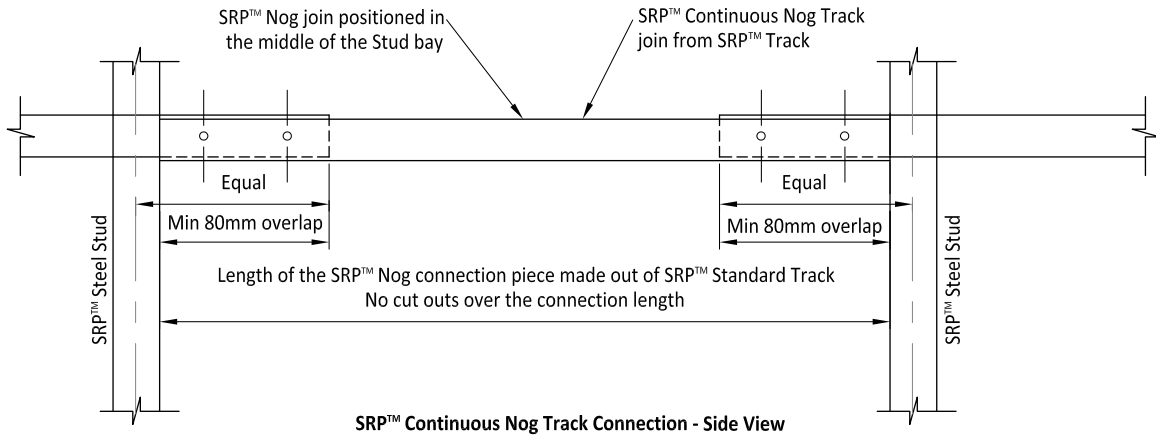 SRP™ Nog join positioned in
the middle of the Stud bay
SRP™ Continuous Nog Track
join from SRP™ Track
Equal
Equal
Min 80mm overlap
Min 80mm overlap
SRP™ Steel Stud
SRP™ Steel Stud
Length of the SRP™ Nog connection piece made out of SRP™ Standard Track
No cut outs over the connection length
SRP™ Continuous Nog Track Connection - Side View